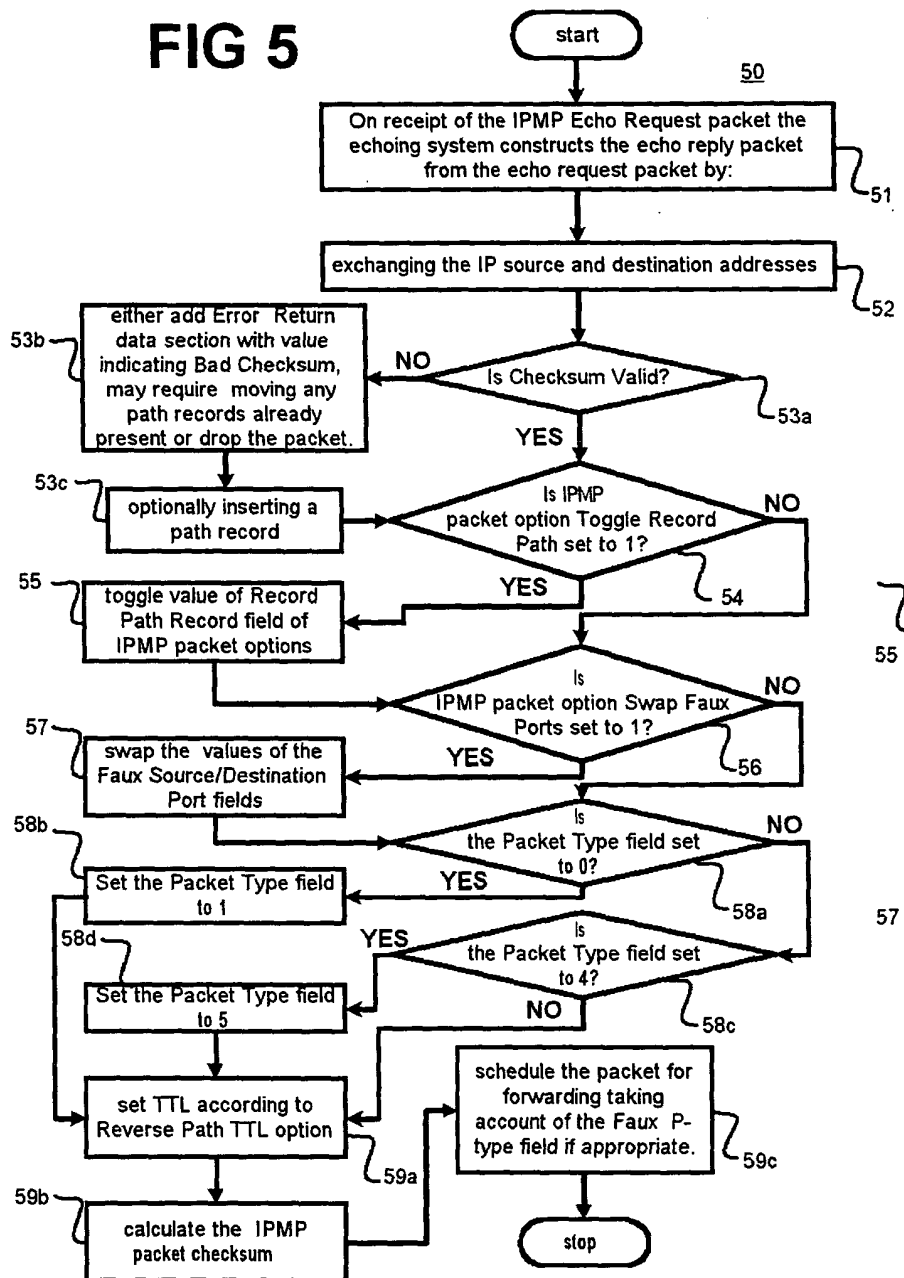 FIG 5
start
50
On receipt of the IPMP Echo Request packet the
echoing system constructs the echo reply packet
from the echo request packet by:
51
exchanging the IP source and destination addresses
52
either add Error Return
data section with value
indicating Bad Checksum,
may require moving any
path records already
present or drop the packet.
53b
NO
Is Checksum Valid?
53a
YES
53c
optionally inserting a
path record
Is IPMP
packet option Toggle Record
Path set to 1?
NO
54
YES
55
toggle value of Record
Path Record field of
IPMP packet options
55
Is
IPMP packet option Swap Faux
Ports set to 1?
NO
56
YES
57
swap the values of the
Faux Source/Destination
Port fields
Is
the Packet Type field set
to 0?
NO
58a
YES
58b
Set the Packet Type field
to 1
57
Is
the Packet Type field set
to 4?
YES
58c
NO
58d
Set the Packet Type field
to 5
set TTL according to
Reverse Path TTL option
59a
59b
calculate the IPMP
packet checksum
schedule the packet for
forwarding taking
account of the Faux P-
type field if appropriate.
59c
stop